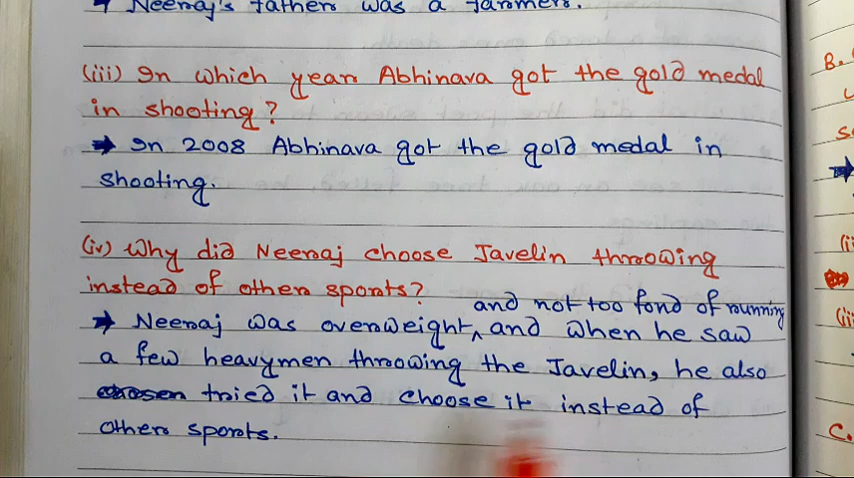 → Neeraj's father was a farmers.
(iii) In which year Abhinava got the gold medal
in shooting?
→ In 2008 Abhinava got the gold medal in
shooting.
(iv) Why did Neeraj choose Javelin throwing
instead of other sports?
and not too fond of running
→ Neeraj was overweight,^ and when he saw
a few heavymen throwing the Javelin, he also
tried it and choose it instead of
other sports.
B.
(ii
(iii
C.